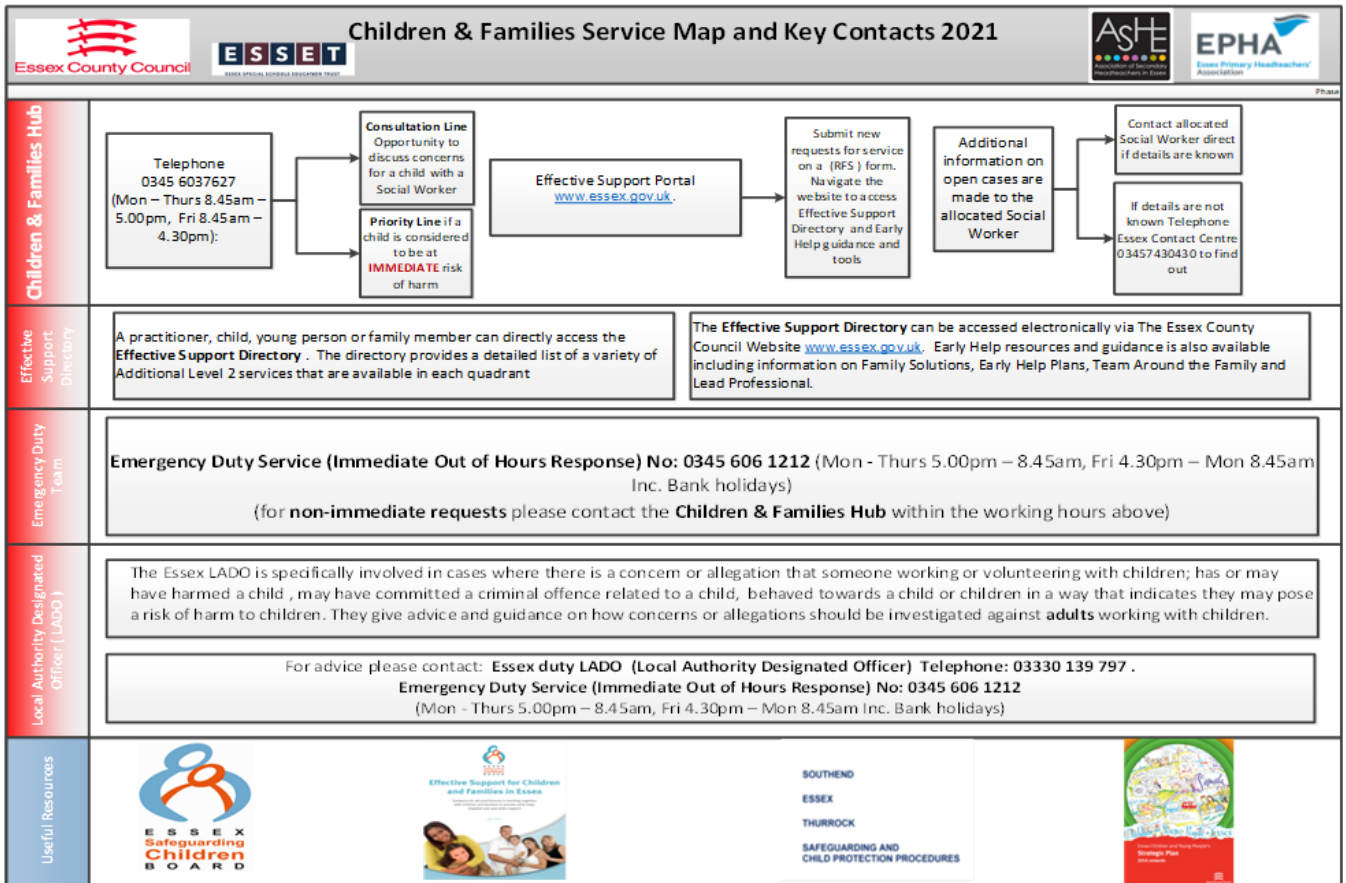 Children & Families Service Map and Key Contacts 2021
Essex County Council
ESSET
ESSEX SPECIAL SCHOOLS EDUCATION TRUST
ASHE
Association of Secondary
Headteachers in Essex
EPHA
Essex Primary Headteachers'
Association
Phase
Children & Families Hub
Telephone
0345 6037627
(Mon – Thurs 8.45am –
5.00pm, Fri 8.45am –
4.30pm):
Consultation Line
Opportunity to
discuss concerns
for a child with a
Social Worker
Priority Line if a
child is considered
to be at
IMMEDIATE risk
of harm
Effective Support Portal
www.essex.gov.uk.
Submit new
requests for service
on a (RFS ) form.
Navigate the
website to access
Effective Support
Directory and Early
Help guidance and
tools
Additional
information on
open cases are
made to the
allocated Social
Worker
Contact allocated
Social Worker direct
if details are known
If details are not
known Telephone
Essex Contact Centre
03457430430 to find
out
Effective
Support
Directory
A practitioner, child, young person or family member can directly access the
Effective Support Directory . The directory provides a detailed list of a variety of
Additional Level 2 services that are available in each quadrant
The Effective Support Directory can be accessed electronically via The Essex County
Council Website www.essex.gov.uk. Early Help resources and guidance is also available
including information on Family Solutions, Early Help Plans, Team Around the Family and
Lead Professional.
Emergency Duty
Team
Emergency Duty Service (Immediate Out of Hours Response) No: 0345 606 1212 (Mon - Thurs 5.00pm – 8.45am, Fri 4.30pm – Mon 8.45am
Inc. Bank holidays)
(for non-immediate requests please contact the Children & Families Hub within the working hours above)
Local Authority Designated
Officer ( LADO )
The Essex LADO is specifically involved in cases where there is a concern or allegation that someone working or volunteering with children; has or may
have harmed a child , may have committed a criminal offence related to a child, behaved towards a child or children in a way that indicates they may pose
a risk of harm to children. They give advice and guidance on how concerns or allegations should be investigated against adults working with children.
For advice please contact: Essex duty LADO (Local Authority Designated Officer) Telephone: 03330 139 797 .
Emergency Duty Service (Immediate Out of Hours Response) No: 0345 606 1212
(Mon - Thurs 5.00pm – 8.45am, Fri 4.30pm – Mon 8.45am Inc. Bank holidays)
Useful Resources
ESSEX
Safeguarding
Children
BOARD
Effective Support for Children
and Families in Essex
SOUTHEND
ESSEX
THURROCK
SAFEGUARDING AND
CHILD PROTECTION PROCEDURES
Essex Children and Young People's
Strategic Plan